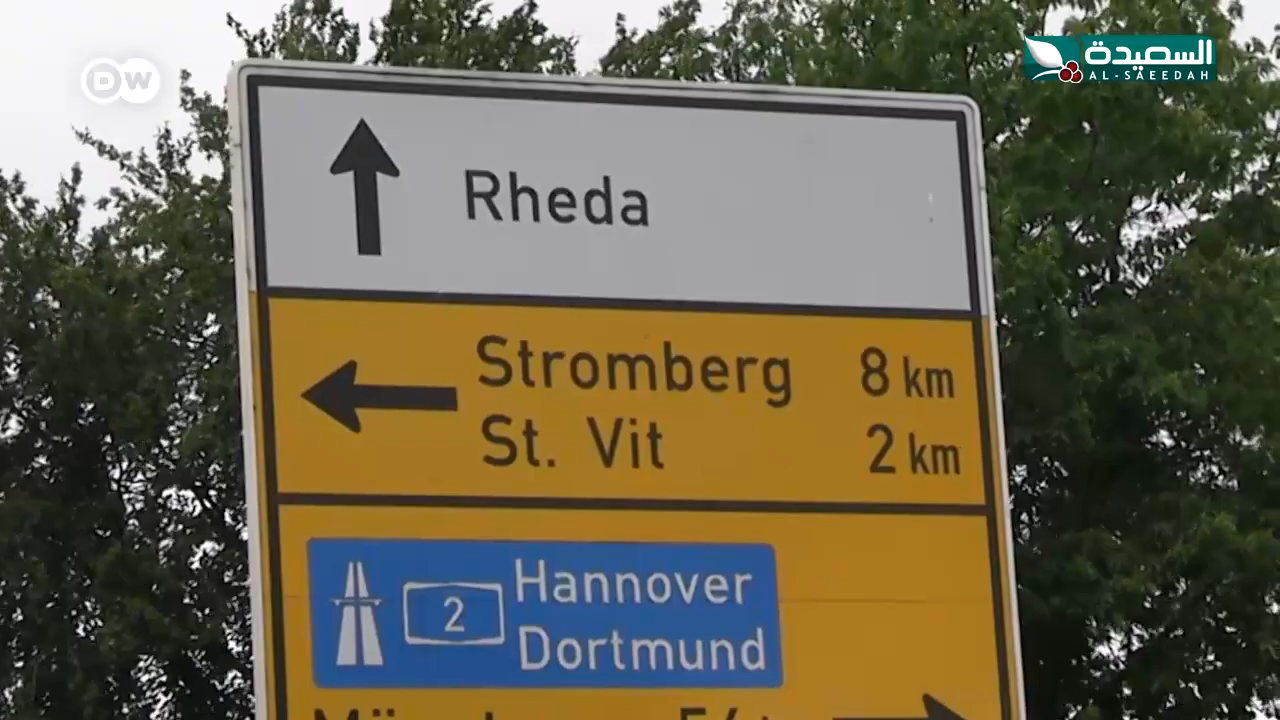 DW
السعيدة
AL-SAEEDAH
Rheda
Stromberg 8 km
St. Vit 2 km
2
Hannover
Dortmund